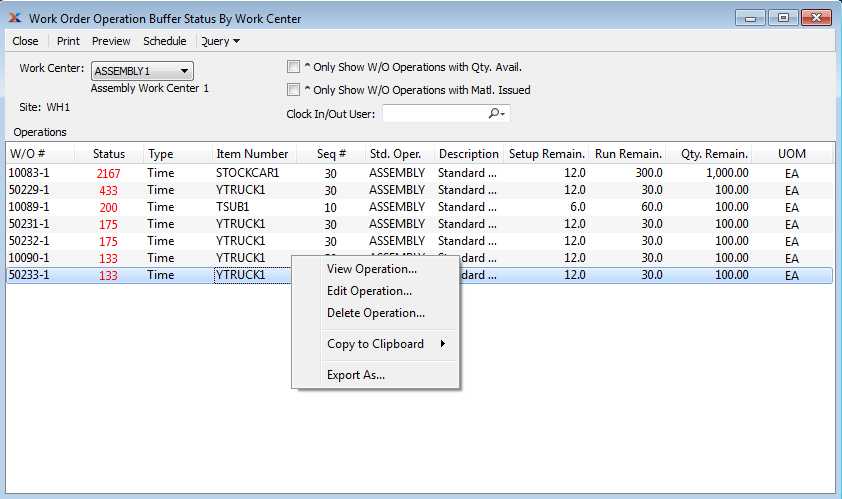 Work Order Operation Buffer Status By Work Center
Close Print Preview Schedule Query
Work Center: ASSEMBLY1 ^ Only Show W/O Operations with Qty. Avail.
Assembly Work Center 1 ^ Only Show W/O Operations with Matl. Issued
Site: WH1 Clock In/Out User:
Operations
W/O # Status Type Item Number Seq # Std. Oper. Description Setup Remain. Run Remain. Qty. Remain. UOM
10083-1 2167 Time STOCKCAR1 30 ASSEMBLY Standard ... 12.0 300.0 1,000.00 EA
50229-1 433 Time YTRUCK1 30 ASSEMBLY Standard ... 12.0 30.0 100.00 EA
10089-1 200 Time TSUB1 10 ASSEMBLY Standard ... 6.0 60.0 100.00 EA
50231-1 175 Time YTRUCK1 30 ASSEMBLY Standard ... 12.0 30.0 100.00 EA
50232-1 175 Time YTRUCK1 30 ASSEMBLY Standard ... 12.0 30.0 100.00 EA
10090-1 133 Time YTRUCK1 Standard ... 12.0 30.0 100.00 EA
50233-1 133 Time YTRUCK1 ... 12.0 30.0 100.00 EA
View Operation...
Edit Operation...
Delete Operation...
Copy to Clipboard
Export As...